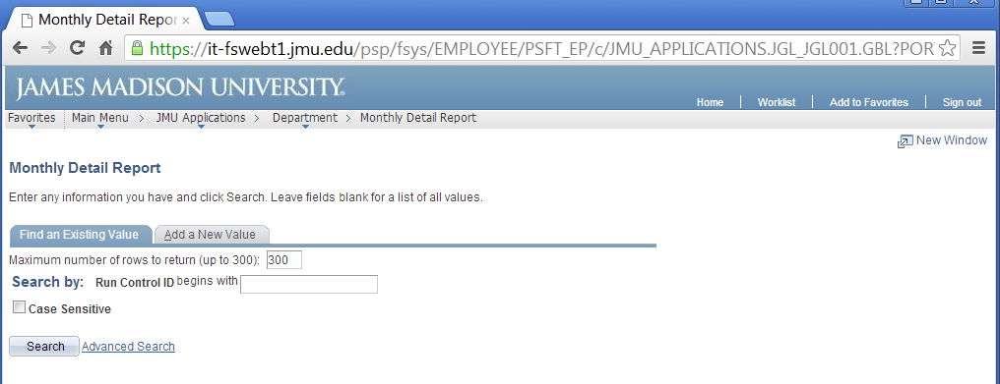 Monthly Detail Repor
https://it-fswebt1.jmu.edu/psp/fsys/EMPLOYEE/PSFT_EP/c/JMU_APPLICATIONS.JGL_JGL001.GBL?POR
JAMES MADISON UNIVERSITY.
Home Worklist Add to Favorites Sign out
Favorites Main Menu > JMU Applications > Department > Monthly Detail Report
New Window
Monthly Detail Report
Enter any information you have and click Search. Leave fields blank for a list of all values.
Find an Existing Value Add a New Value
Maximum number of rows to return (up to 300): 300
Search by: Run Control ID begins with
Case Sensitive
Search Advanced Search